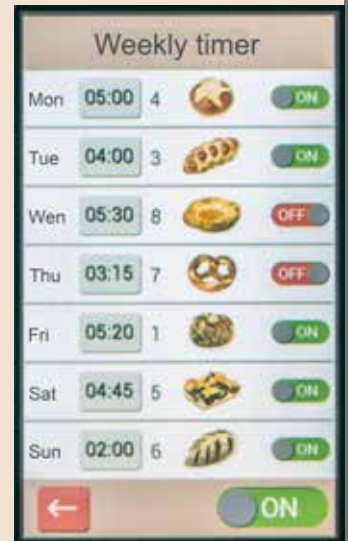 Weekly timer
Mon 05:00 4 ON
Tue 04:00 3 ON
Wen 05:30 8 OFF
Thu 03:15 7 OFF
Fri 05:20 1 ON
Sat 04:45 5 ON
Sun 02:00 6 ON
← ON